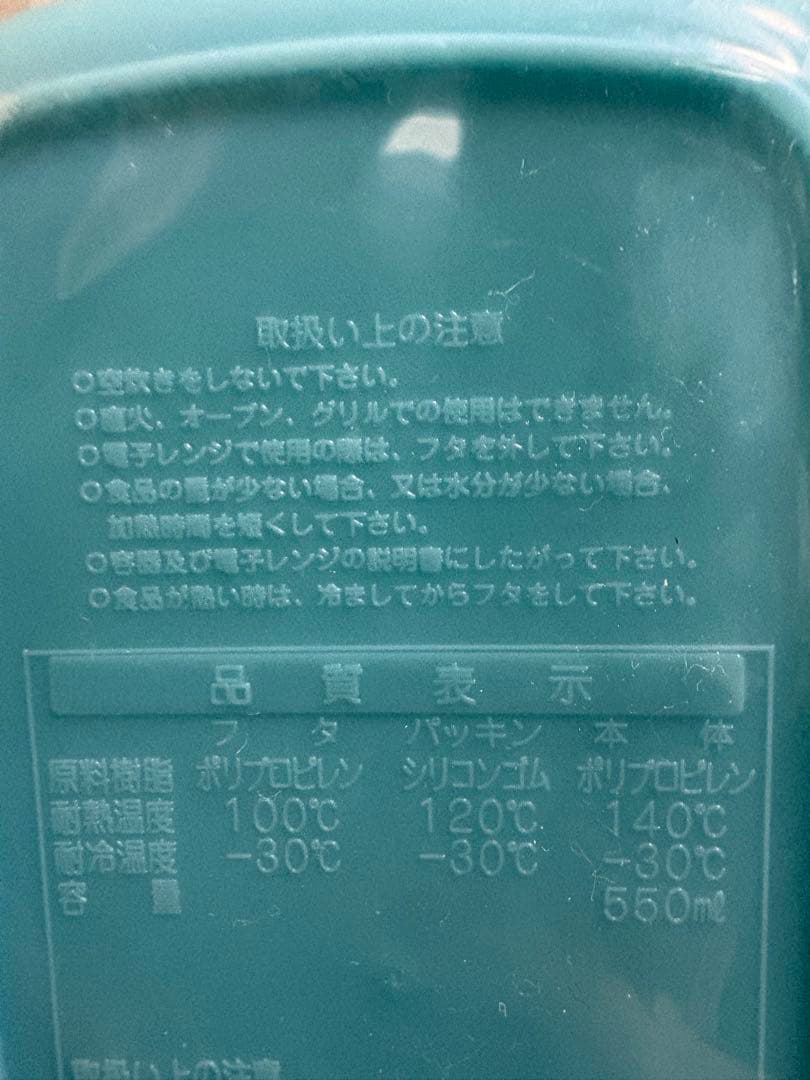 取扱い上の注意
○空炊きをしないで下さい。
○直火、オーブン、グリルでの使用はできません。
○電子レンジで使用の際は、フタを外して下さい。
○食品の量が少ない場合、又は水分が少ない場合、
加熱時間を短くして下さい。
○容器及び電子レンジの説明書にしたがって下さい。
○食品が熱い時は、冷ましてからフタをして下さい。
品質表示
フタ パッキン 本体
原料樹脂 ポリプロピレン シリコンゴム ポリプロピレン
耐熱温度 100℃ 120℃ 140℃
耐冷温度 -30℃ -30℃ -30℃
容量 550ml
取扱い上の注意